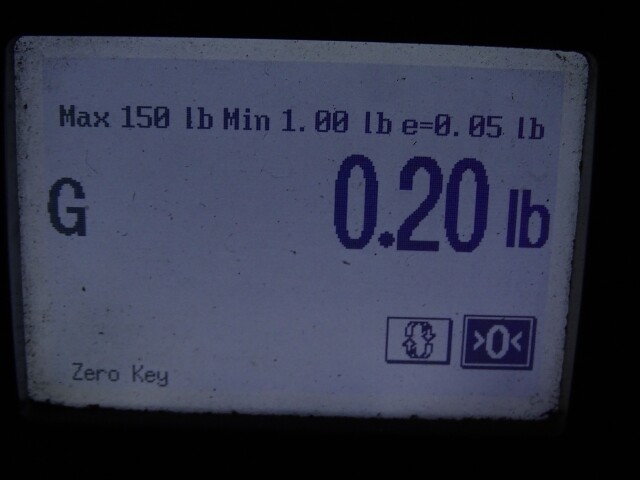 Max 150 lb Min 1.00 lb e=0.05 lb
G 0.20 lb
>0<
Zero Key